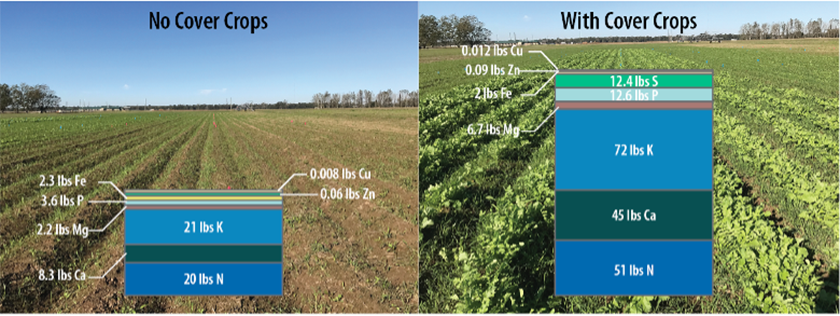 No Cover Crops
2.3 lbs Fe
0.008 lbs Cu
0.06 lbs Zn
3.6 lbs P
2.2 lbs Mg
21 lbs K
8.3 lbs Ca
20 lbs N
With Cover Crops
0.012 lbs Cu
0.09 lbs Zn
12.4 lbs S
2 lbs Fe
12.6 lbs P
6.7 lbs Mg
72 lbs K
45 lbs Ca
51 lbs N